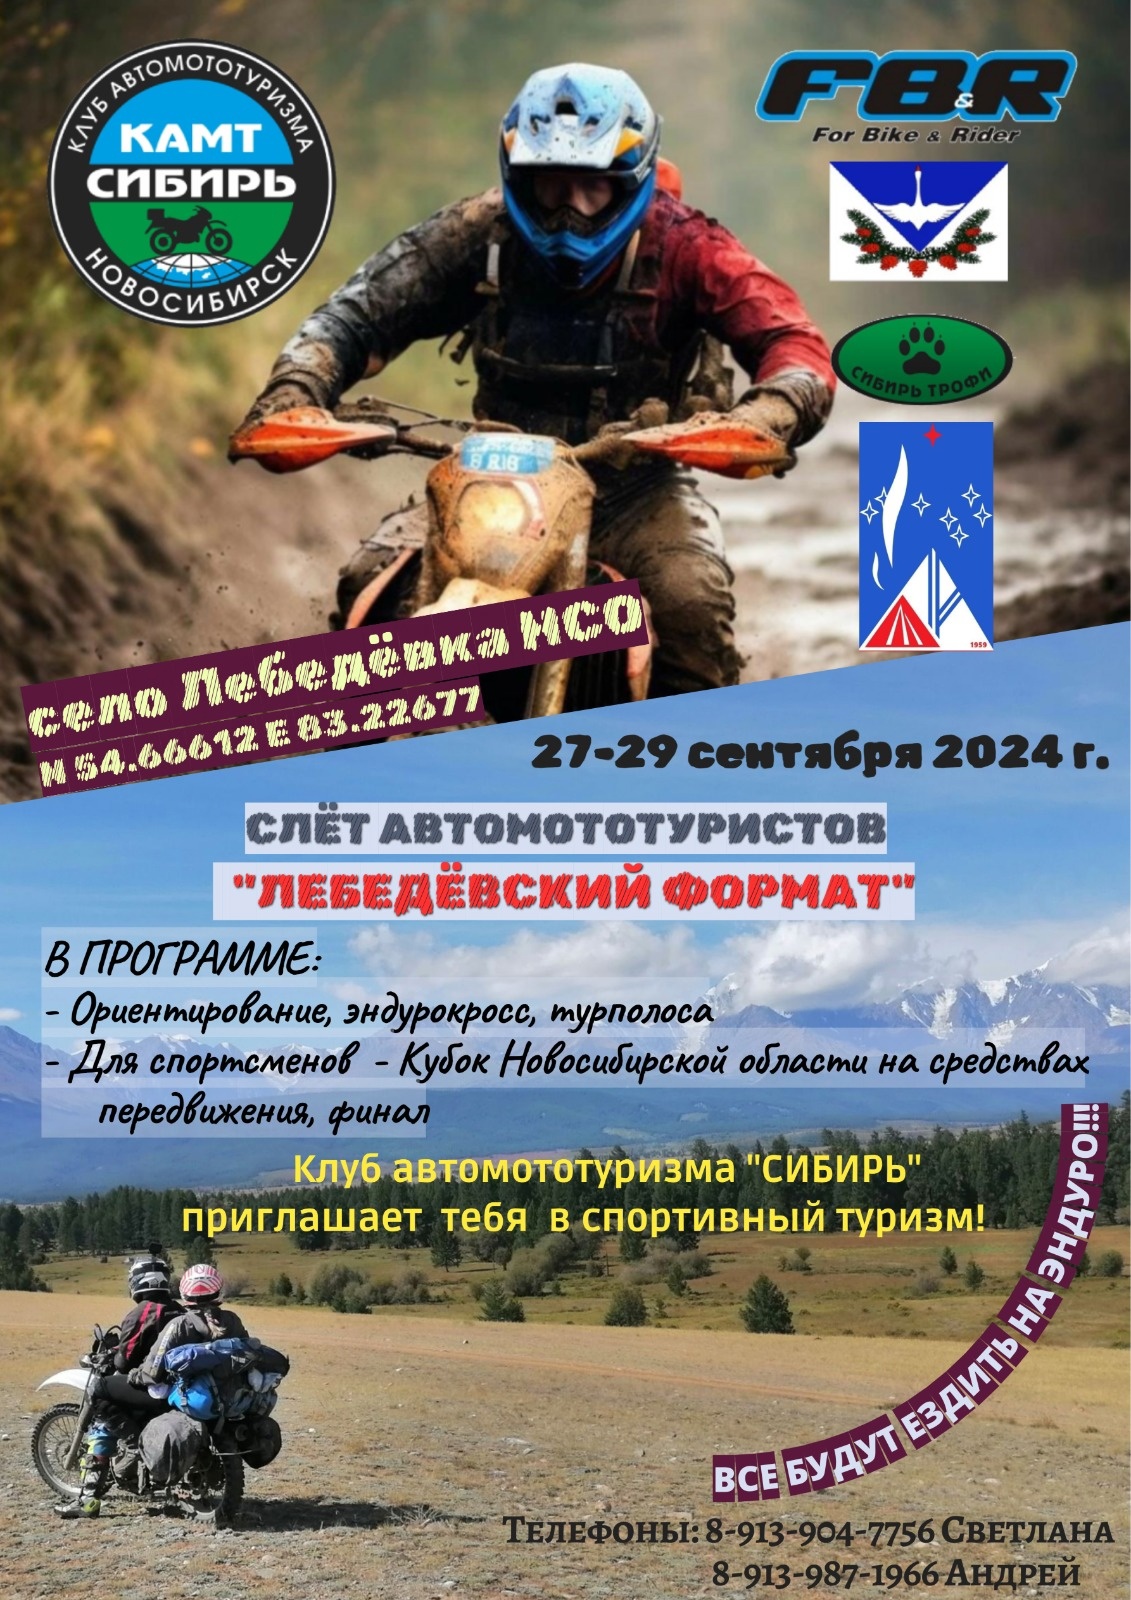 КЛУБ АВТОМОТОТУРИЗМА
КАМТ
СИБИРЬ
НОВОСИБИРСК
FB&R
For Bike & Rider
СИБИРЬ ТРОФИ
1959
село Лебедёвка НСО
N 54.66612 E 83.22677
27-29 сентября 2024 г.
СЛЁТ АВТОМОТОТУРИСТОВ
"ЛЕБЕДЁВСКИЙ ФОРМАТ"
В ПРОГРАММЕ:
- Ориентирование, эндурокросс, турполоса
- Для спортсменов - Кубок Новосибирской области на средствах
передвижения, финал
Клуб автомототуризма "СИБИРЬ"
приглашает тебя в спортивный туризм!
ВСЕ БУДУТ ЕЗДИТЬ НА ЭНДУРО!!!
Телефоны: 8-913-904-7756 Светлана
8-913-987-1966 Андрей